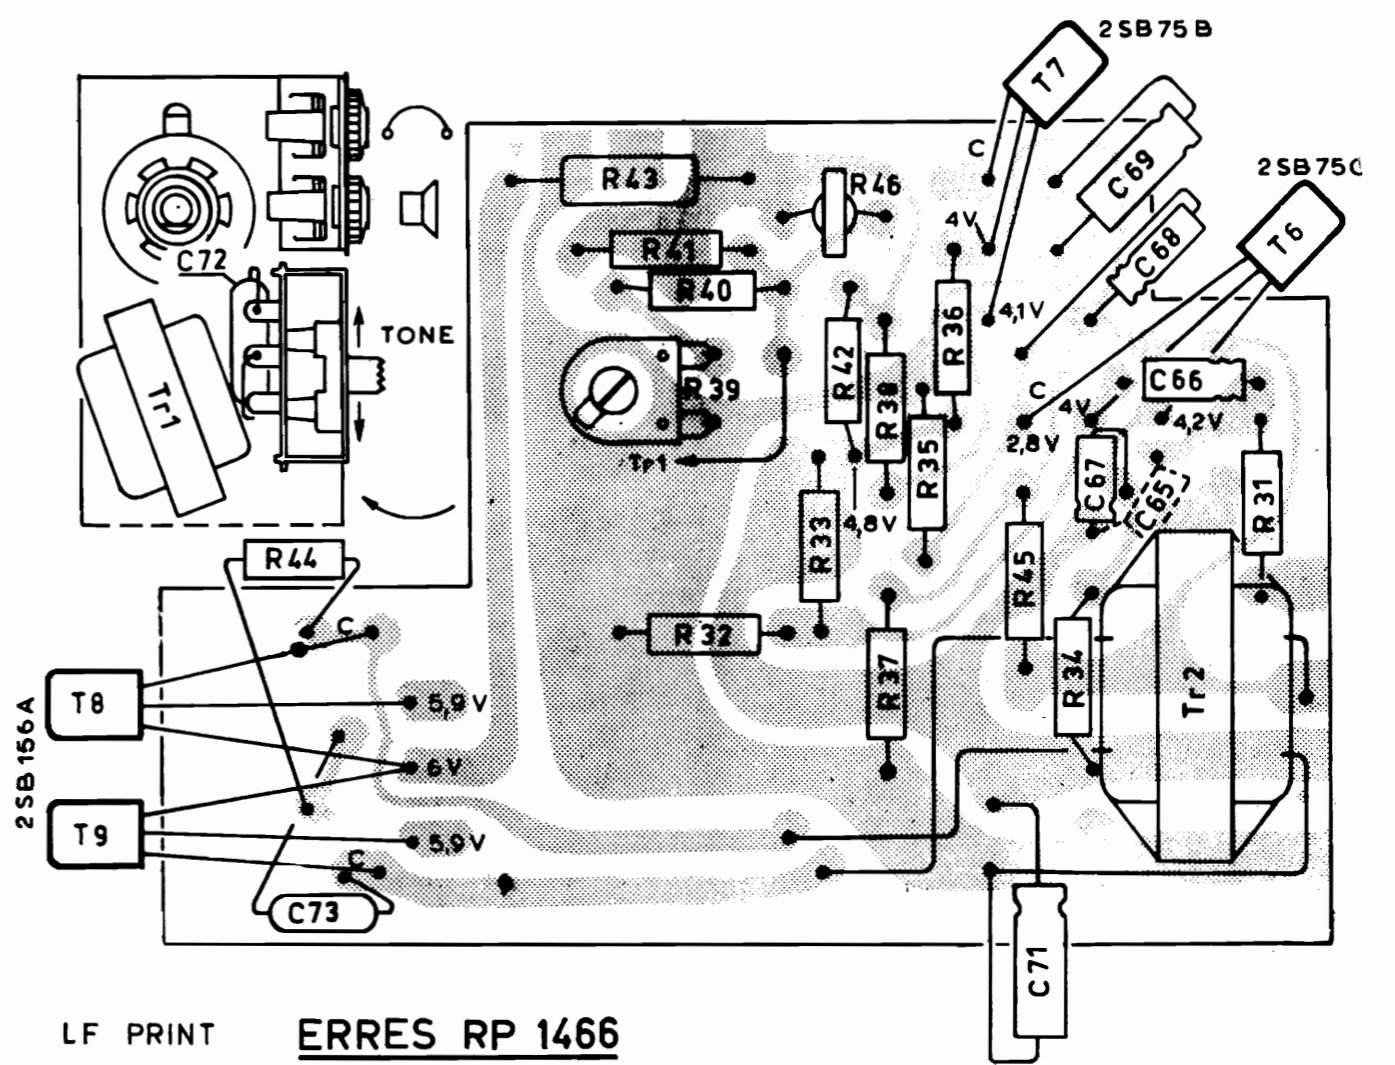 2SB75B
T7
C
C69
2SB75C
R43
R46
C68
T6
4V
R41
C72
R40
4,1V
TONE
R36
R42
C66
R39
R38
C
4V
4,2V
Tr1
2,8V
R35
Tr1
C67
C65
R31
4,8V
R33
R44
R45
C
R32
R34
R37
T8
5,9V
Tr2
2SB156A
6V
T9
5,9V
C
C73
C71
LF PRINT
ERRES RP 1466